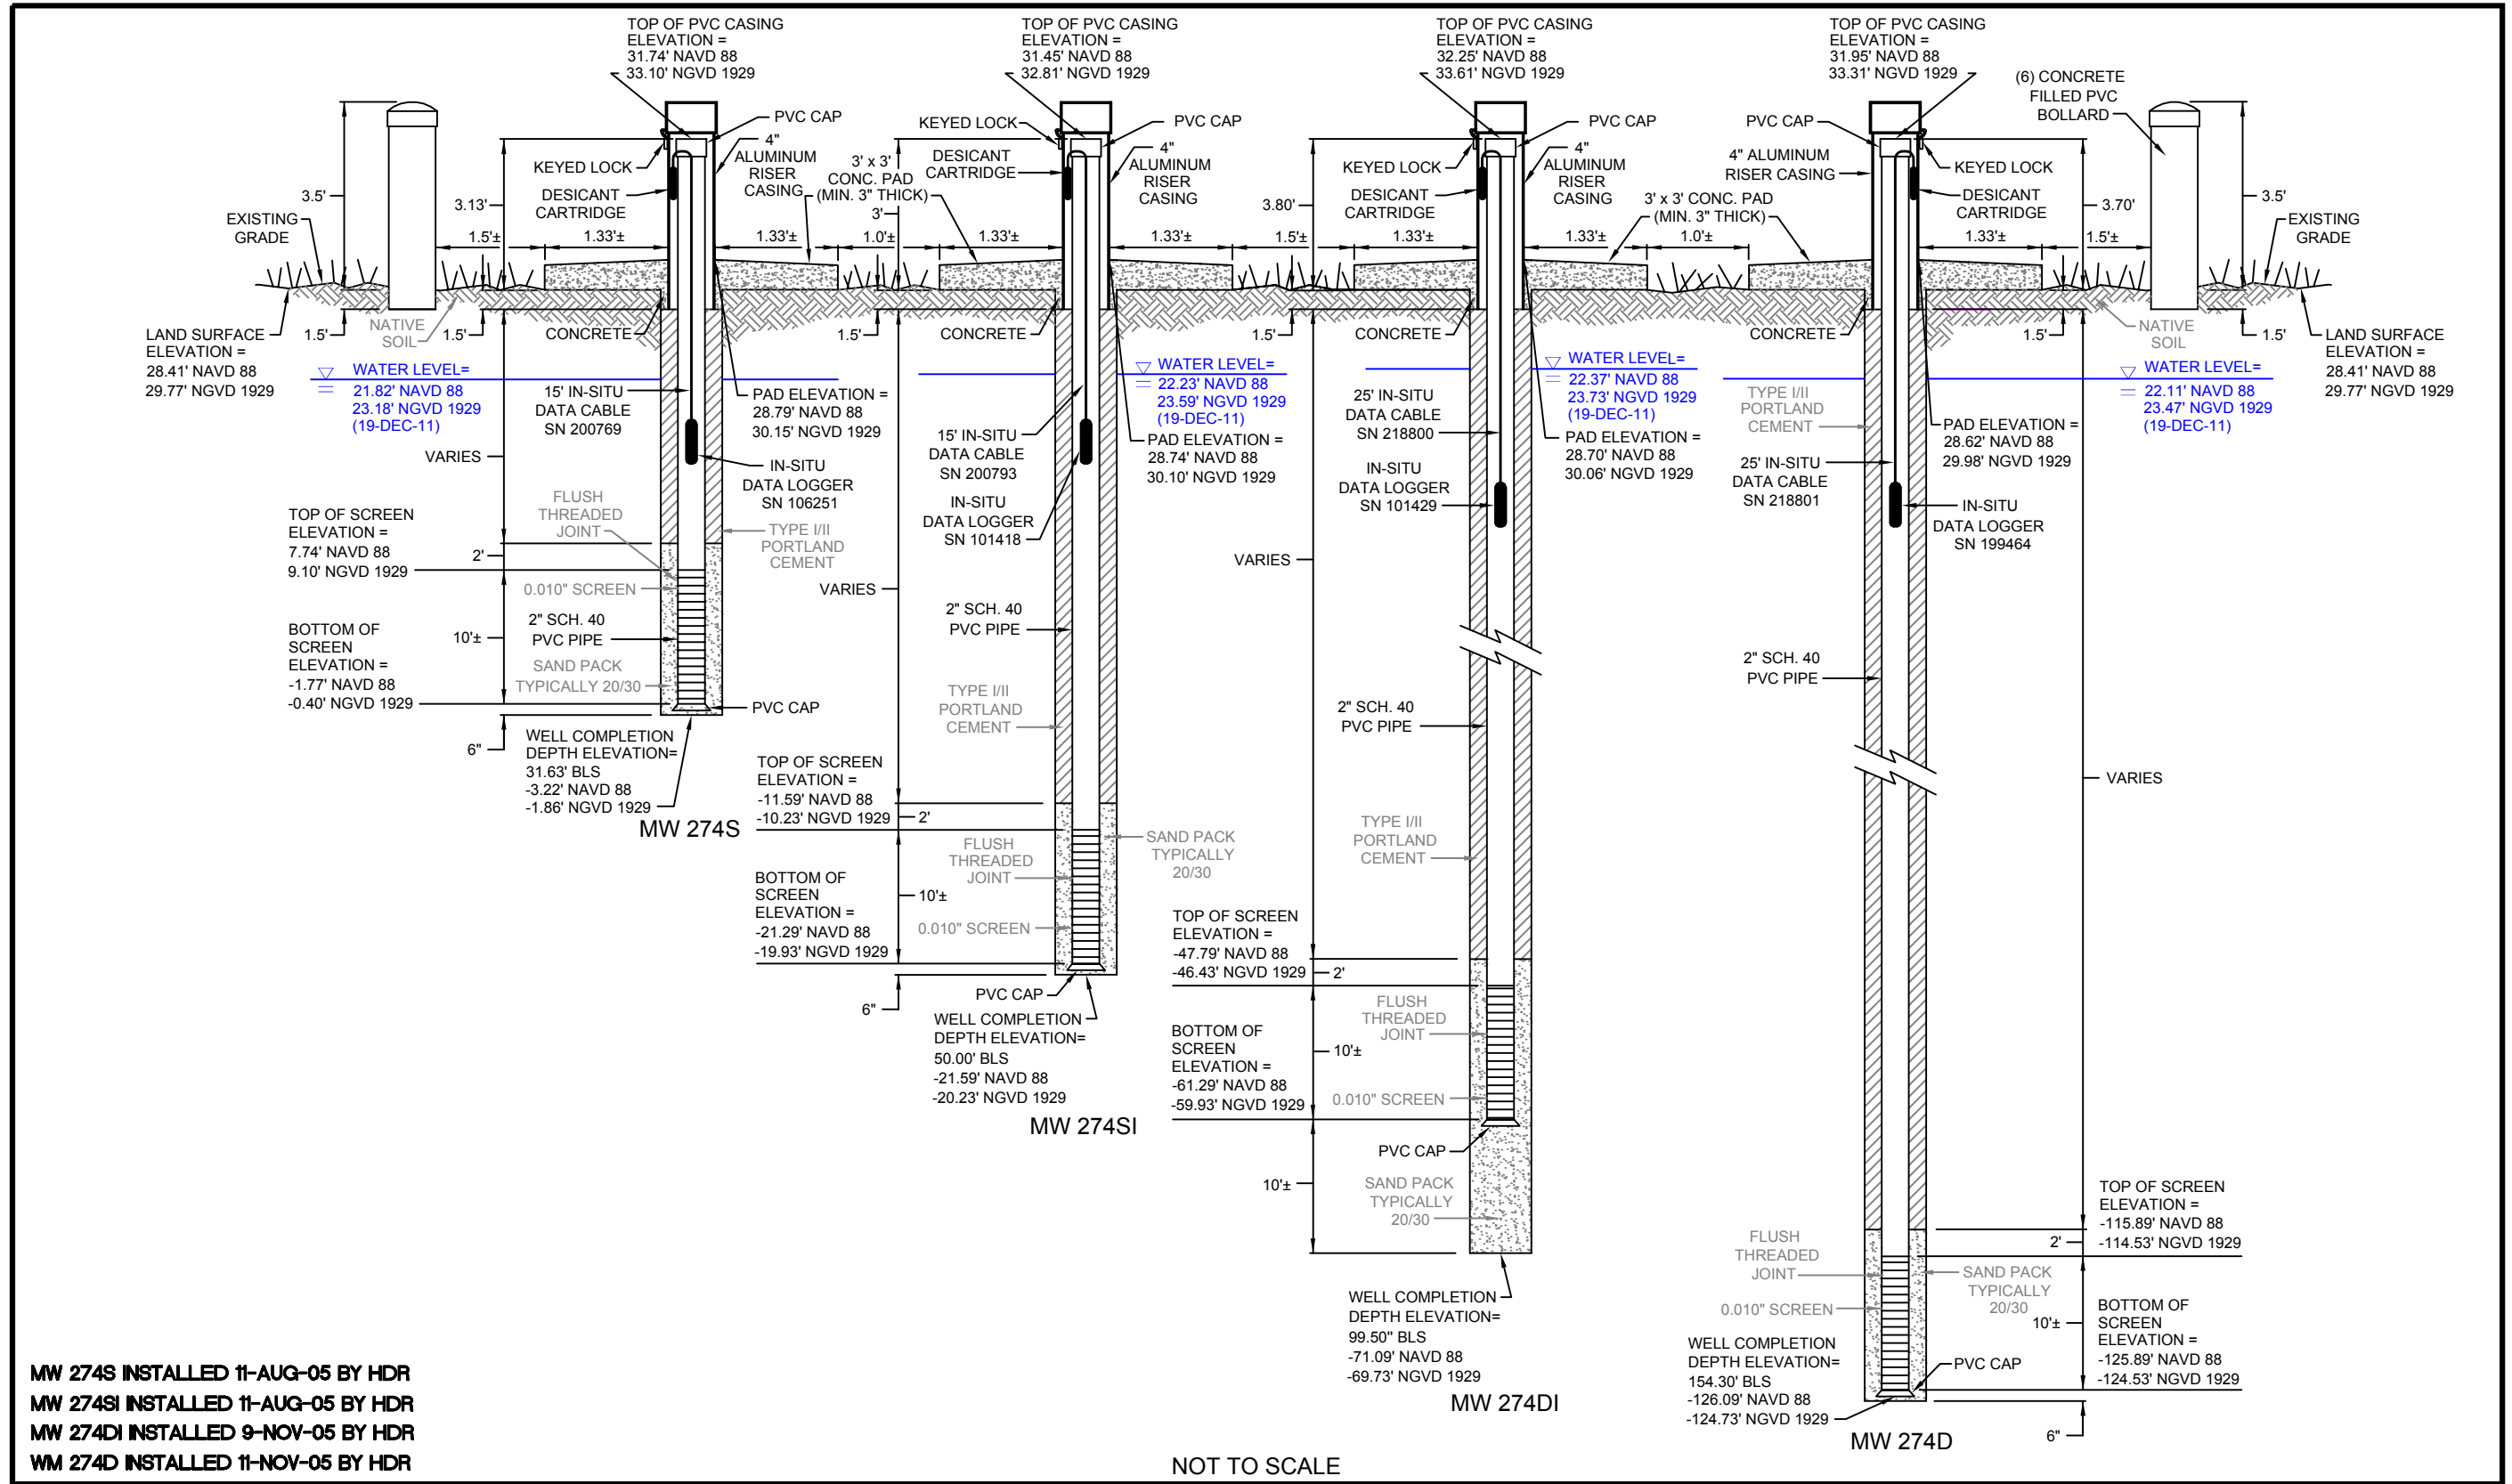 TOP OF PVC CASING
ELEVATION =
31.74' NAVD 88
33.10' NGVD 1929
TOP OF PVC CASING
ELEVATION =
31.45' NAVD 88
32.81' NGVD 1929
TOP OF PVC CASING
ELEVATION =
32.25' NAVD 88
33.61' NGVD 1929
TOP OF PVC CASING
ELEVATION =
31.95' NAVD 88
33.31' NGVD 1929
(6) CONCRETE
FILLED PVC
BOLLARD
3.5'
EXISTING
GRADE
1.5'±
3.13'
KEYED LOCK
DESICANT
CARTRIDGE
1.33'±
PVC CAP
4"
ALUMINUM
RISER
CASING
1.33'±
3' x 3'
CONC. PAD
(MIN. 3" THICK)
3'
1.0'±
KEYED LOCK
DESICANT
CARTRIDGE
1.33'±
PVC CAP
4"
ALUMINUM
RISER
CASING
1.33'±
3.80'
1.5'±
KEYED LOCK
DESICANT
CARTRIDGE
1.33'±
PVC CAP
4"
ALUMINUM
RISER
CASING
1.33'±
3' x 3' CONC. PAD
(MIN. 3" THICK)
1.0'±
PVC CAP
4" ALUMINUM
RISER CASING
1.33'±
KEYED LOCK
DESICANT
CARTRIDGE
1.33'±
3.70'
1.5'±
3.5'
EXISTING
GRADE
LAND SURFACE
ELEVATION =
28.41' NAVD 88
29.77' NGVD 1929
1.5'
NATIVE
SOIL
1.5'
CONCRETE
WATER LEVEL=
21.82' NAVD 88
23.18' NGVD 1929
(19-DEC-11)
15' IN-SITU
DATA CABLE
SN 200769
PAD ELEVATION =
28.79' NAVD 88
30.15' NGVD 1929
VARIES
IN-SITU
DATA LOGGER
SN 106251
FLUSH
THREADED
JOINT
TYPE I/II
PORTLAND
CEMENT
TOP OF SCREEN
ELEVATION =
7.74' NAVD 88
9.10' NGVD 1929
2'
0.010" SCREEN
2" SCH. 40
PVC PIPE
BOTTOM OF
SCREEN
ELEVATION =
-1.77' NAVD 88
-0.40' NGVD 1929
10'±
SAND PACK
TYPICALLY 20/30
PVC CAP
6"
WELL COMPLETION
DEPTH ELEVATION=
31.63' BLS
-3.22' NAVD 88
-1.86' NGVD 1929
MW 274S
1.5'
CONCRETE
WATER LEVEL=
22.23' NAVD 88
23.59' NGVD 1929
(19-DEC-11)
15' IN-SITU
DATA CABLE
SN 200793
PAD ELEVATION =
28.74' NAVD 88
30.10' NGVD 1929
IN-SITU
DATA LOGGER
SN 101418
VARIES
2" SCH. 40
PVC PIPE
TYPE I/II
PORTLAND
CEMENT
TOP OF SCREEN
ELEVATION =
-11.59' NAVD 88
-10.23' NGVD 1929
2'
FLUSH
THREADED
JOINT
SAND PACK
TYPICALLY
20/30
BOTTOM OF
SCREEN
ELEVATION =
-21.29' NAVD 88
-19.93' NGVD 1929
10'±
0.010" SCREEN
6"
PVC CAP
WELL COMPLETION
DEPTH ELEVATION=
50.00' BLS
-21.59' NAVD 88
-20.23' NGVD 1929
MW 274SI
1.5'
CONCRETE
WATER LEVEL=
22.37' NAVD 88
23.73' NGVD 1929
(19-DEC-11)
25' IN-SITU
DATA CABLE
SN 218800
PAD ELEVATION =
28.70' NAVD 88
30.06' NGVD 1929
IN-SITU
DATA LOGGER
SN 101429
VARIES
2" SCH. 40
PVC PIPE
TYPE I/II
PORTLAND
CEMENT
TOP OF SCREEN
ELEVATION =
-47.79' NAVD 88
-46.43' NGVD 1929
2'
FLUSH
THREADED
JOINT
BOTTOM OF
SCREEN
ELEVATION =
-61.29' NAVD 88
-59.93' NGVD 1929
10'±
0.010" SCREEN
PVC CAP
10'±
SAND PACK
TYPICALLY
20/30
WELL COMPLETION
DEPTH ELEVATION=
99.50" BLS
-71.09' NAVD 88
-69.73' NGVD 1929
MW 274DI
CONCRETE
1.5'
NATIVE
SOIL
1.5'
LAND SURFACE
ELEVATION =
28.41' NAVD 88
29.77' NGVD 1929
WATER LEVEL=
22.11' NAVD 88
23.47' NGVD 1929
(19-DEC-11)
TYPE I/II
PORTLAND
CEMENT
PAD ELEVATION =
28.62' NAVD 88
29.98' NGVD 1929
25' IN-SITU
DATA CABLE
SN 218801
IN-SITU
DATA LOGGER
SN 199464
2" SCH. 40
PVC PIPE
VARIES
TOP OF SCREEN
ELEVATION =
-115.89' NAVD 88
-114.53' NGVD 1929
2'
FLUSH
THREADED
JOINT
SAND PACK
TYPICALLY
20/30
0.010" SCREEN
10'±
BOTTOM OF
SCREEN
ELEVATION =
-125.89' NAVD 88
-124.53' NGVD 1929
WELL COMPLETION
DEPTH ELEVATION=
154.30' BLS
-126.09' NAVD 88
-124.73' NGVD 1929
PVC CAP
6"
MW 274D
MW 274S INSTALLED 11-AUG-05 BY HDR
MW 274SI INSTALLED 11-AUG-05 BY HDR
MW 274DI INSTALLED 9-NOV-05 BY HDR
WM 274D INSTALLED 11-NOV-05 BY HDR
NOT TO SCALE